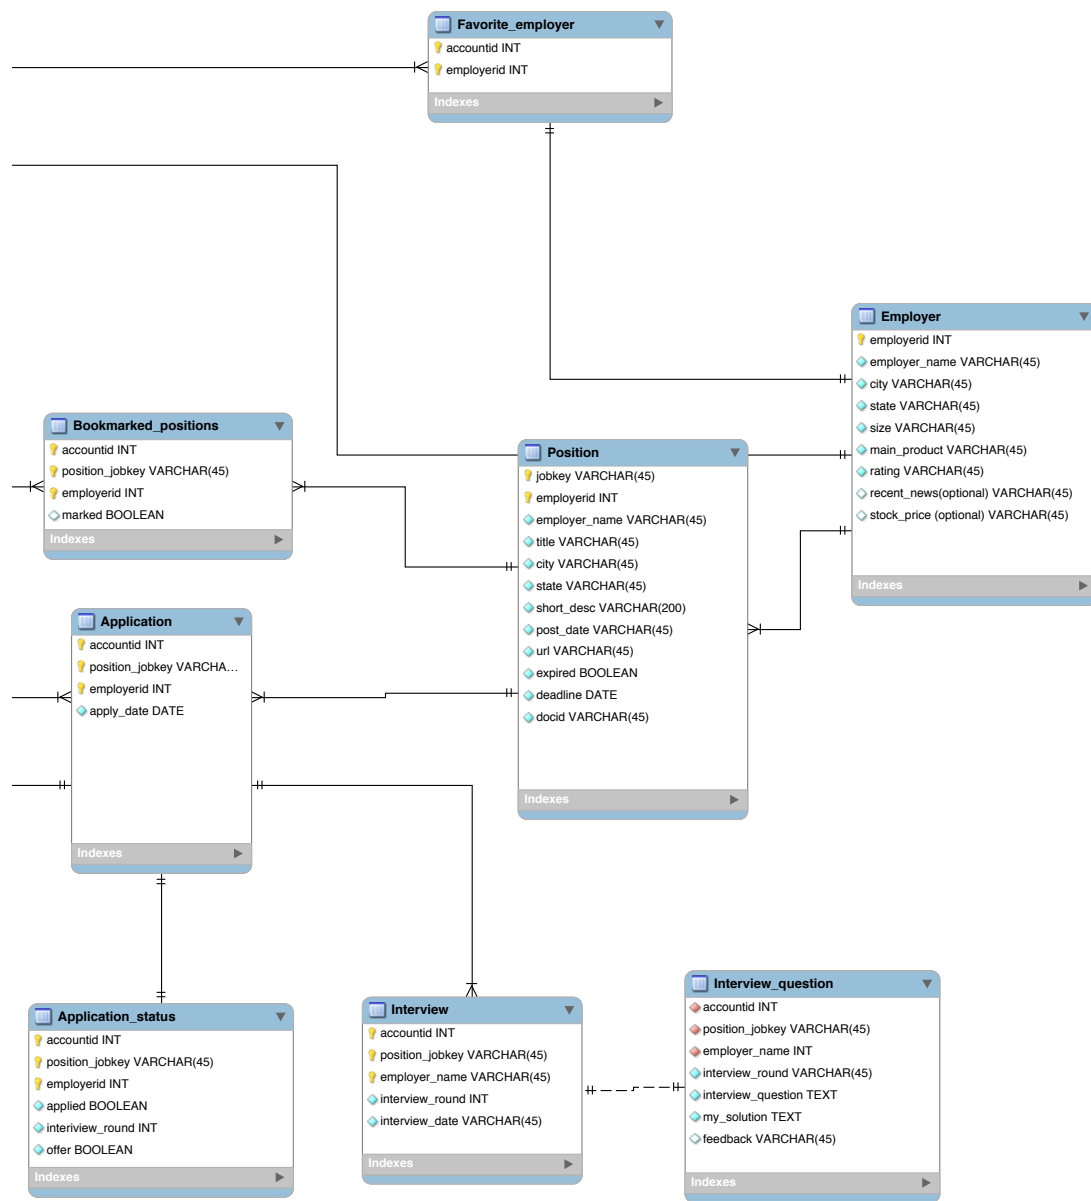 Favorite_employer
accountid INT
employerid INT
Indexes
Employer
employerid INT
employer_name VARCHAR(45)
city VARCHAR(45)
state VARCHAR(45)
size VARCHAR(45)
main_product VARCHAR(45)
rating VARCHAR(45)
recent_news(optional) VARCHAR(45)
stock_price (optional) VARCHAR(45)
Indexes
Bookmarked_positions
accountid INT
position_jobkey VARCHAR(45)
employerid INT
marked BOOLEAN
Indexes
Position
jobkey VARCHAR(45)
employerid INT
employer_name VARCHAR(45)
title VARCHAR(45)
city VARCHAR(45)
state VARCHAR(45)
short_desc VARCHAR(200)
post_date VARCHAR(45)
url VARCHAR(45)
expired BOOLEAN
deadline DATE
docid VARCHAR(45)
Indexes
Application
accountid INT
position_jobkey VARCHA...
employerid INT
apply_date DATE
Indexes
Application_status
accountid INT
position_jobkey VARCHAR(45)
employerid INT
applied BOOLEAN
interiview_round INT
offer BOOLEAN
Indexes
Interview
accountid INT
position_jobkey VARCHAR(45)
employer_name VARCHAR(45)
interview_round INT
interview_date VARCHAR(45)
Indexes
Interview_question
accountid INT
position_jobkey VARCHAR(45)
employer_name INT
interview_round VARCHAR(45)
interview_question TEXT
my_solution TEXT
feedback VARCHAR(45)
Indexes